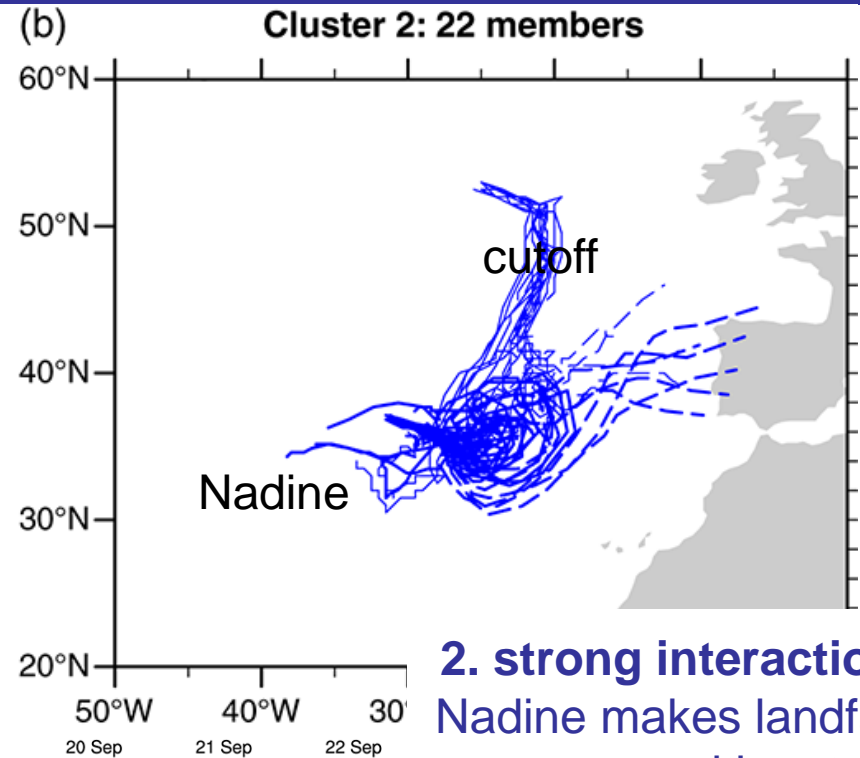 (b) Cluster 2: 22 members
60°N
50°N
cutoff
40°N
Nadine
30°N
20°N
2. strong interactio
50°W 40°W 30°
Nadine makes landf
20 Sep 21 Sep 22 Sep